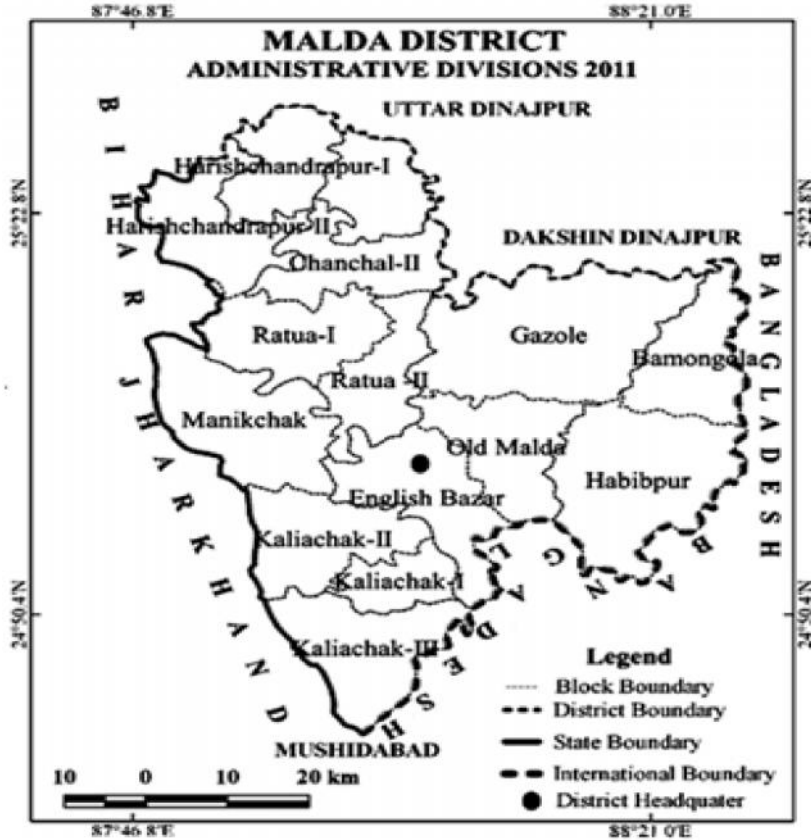 87°46.8'E 88°21.0'E
MALDA DISTRICT
ADMINISTRATIVE DIVISIONS 2011
UTTAR DINAJPUR
BIHAR
Harishchandrapur-I
25°22.8'N 25°22.8'N
Harishchandrapur-II
DAKSHIN DINAJPUR
Chanchal-II
BANGLADESH
Ratua-I
Gazole
Bamongola
Ratua -II
JHARKHAND
Manikchak
Old Malda
Habibpur
English Bazar
Kaliachak-II
BANGLADESH
Kaliachak-I
24°50.4'N 24°50.4'N
Kaliachak-III
MUSHIDABAD
Legend
Block Boundary
District Boundary
State Boundary
International Boundary
District Headquater
10 0 10 20 km
87°46.8'E 88°21.0'E